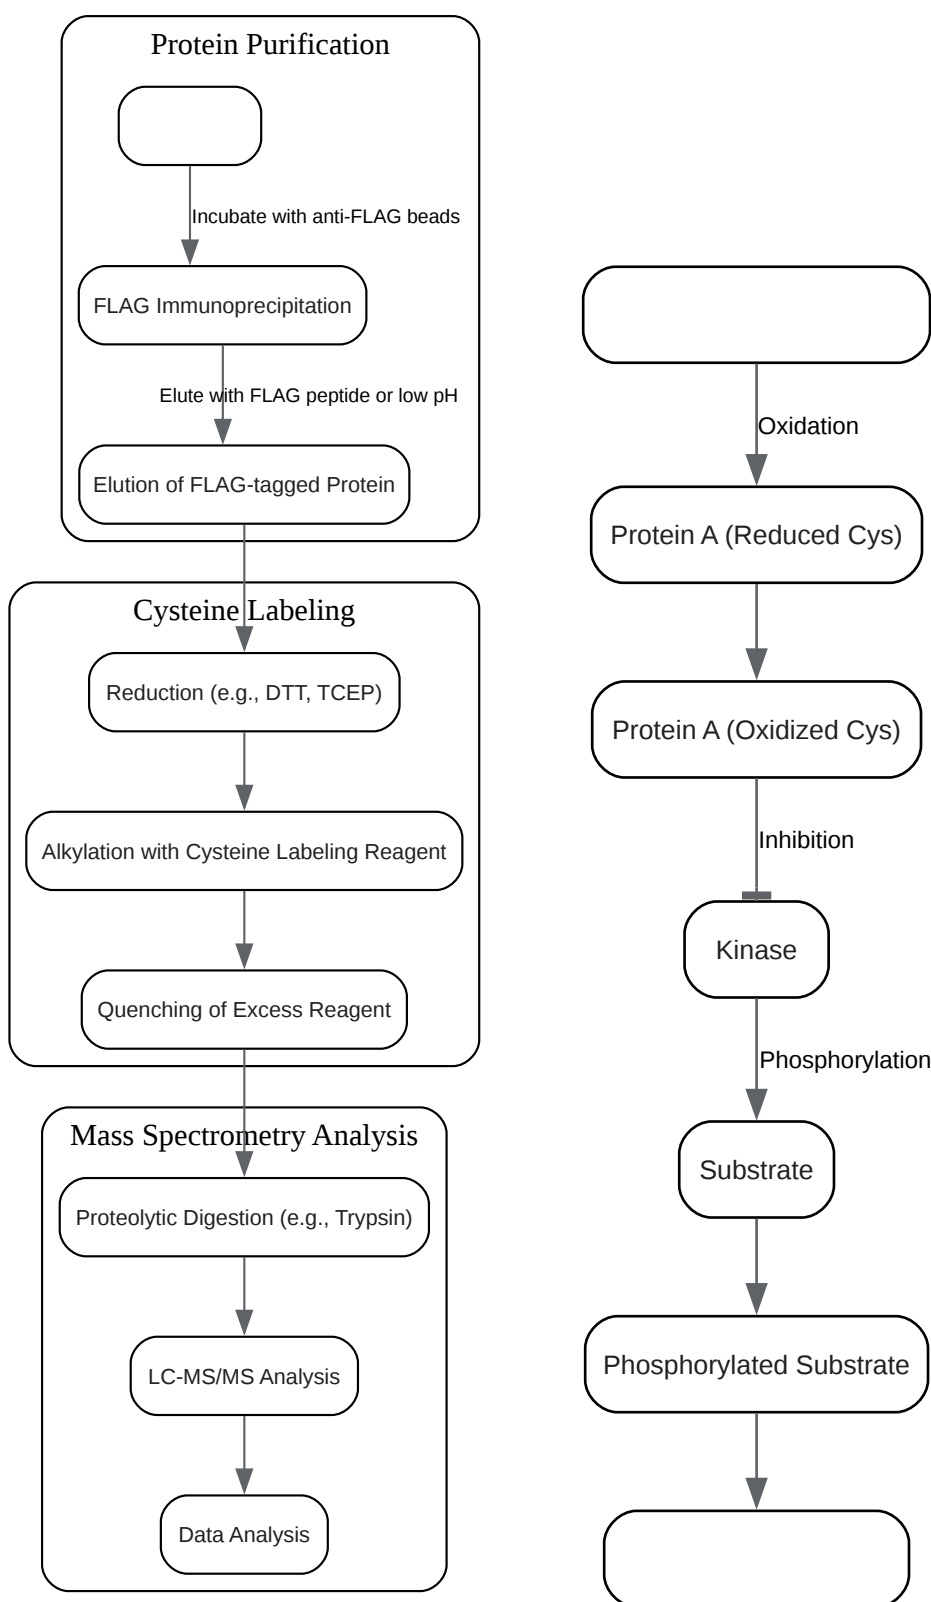 Protein Purification
Incubate with anti-FLAG beads
FLAG Immunoprecipitation
Elute with FLAG peptide or low pH
Elution of FLAG-tagged Protein
Cysteine Labeling
Reduction (e.g., DTT, TCEP)
Alkylation with Cysteine Labeling Reagent
Quenching of Excess Reagent
Mass Spectrometry Analysis
Proteolytic Digestion (e.g., Trypsin)
LC-MS/MS Analysis
Data Analysis
Oxidation
Protein A (Reduced Cys)
Protein A (Oxidized Cys)
Inhibition
Kinase
Phosphorylation
Substrate
Phosphorylated Substrate